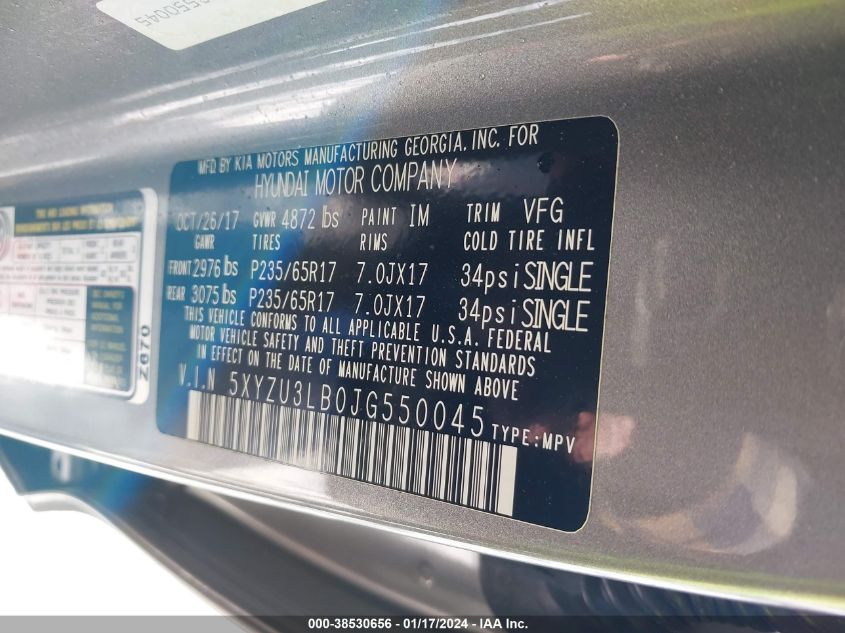 550045
MFD BY KIA MOTORS MANUFACTURING GEORGIA, INC. FOR
HYUNDAI MOTOR COMPANY
OCT/26/17 GVWR 4872 lbs PAINT IM TRIM VFG
GAWR TIRES RIMS COLD TIRE INFL
FRONT 2976 bs P235/65R17 7.0JX17 34psi SINGLE
REAR 3075 bs P235/65R17 7.0JX17 34psi SINGLE
THIS VEHICLE CONFORMS TO ALL APPLICABLE U.S.A. FEDERAL
MOTOR VEHICLE SAFETY AND THEFT PREVENTION STANDARDS
IN EFFECT ON THE DATE OF MANUFACTURE SHOWN ABOVE
V.I.N 5XYZU3LB0JG550045 TYPE:MPV
Z670
000-38530656 — 01/17/2024 — IAA Inc.